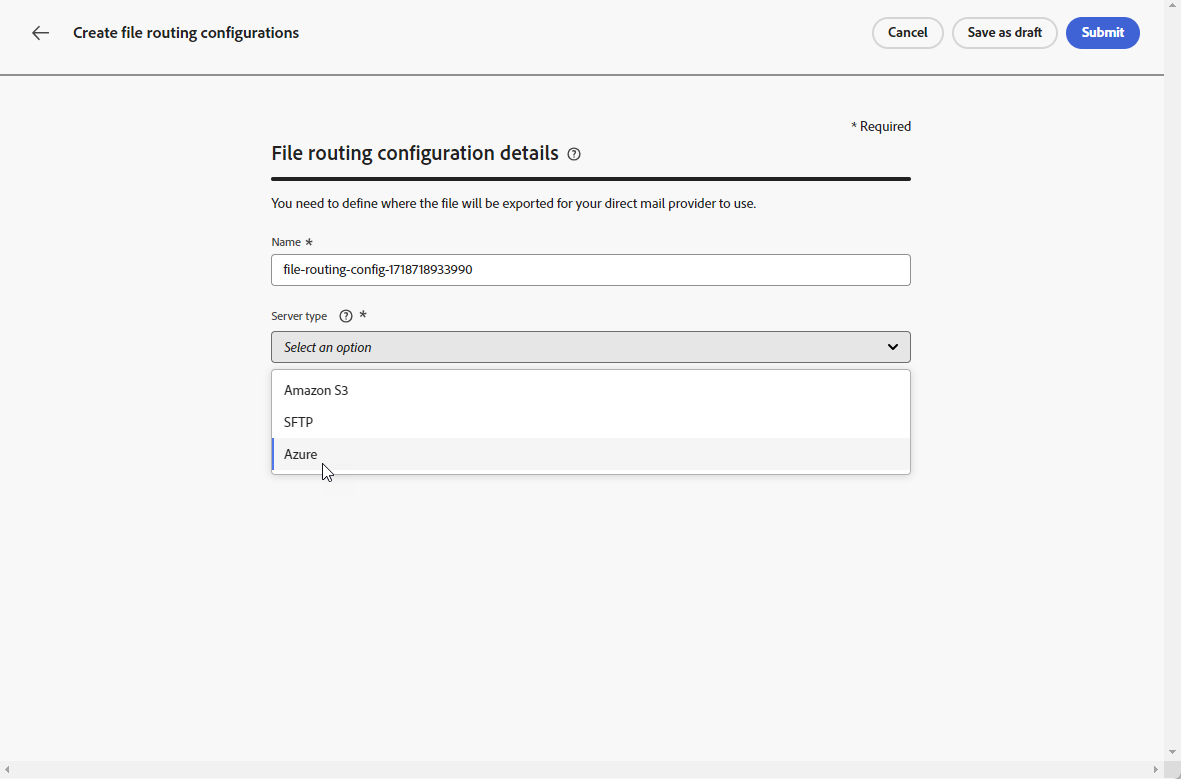 Create file routing configurations
Cancel
Save as draft
Submit
* Required
File routing configuration details
You need to define where the file will be exported for your direct mail provider to use.
Name *
file-routing-config-1718718933990
Server type *
Select an option
Amazon S3
SFTP
Azure